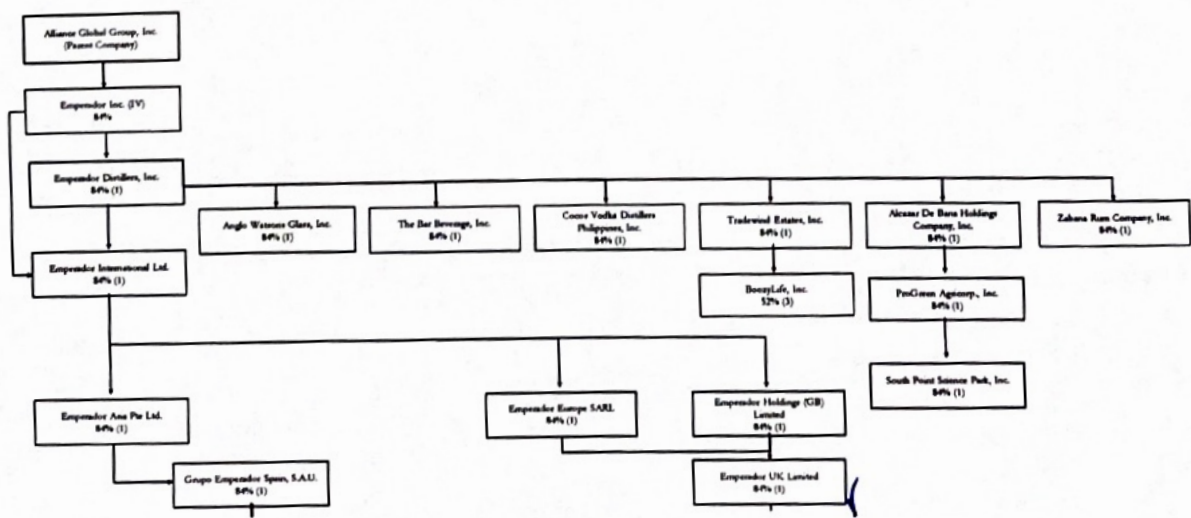 Alliance Global Group, Inc.
(Parent Company)
Emperador Inc. (IV)
84%
Emperador Distillers, Inc.
84% (1)
Anglo Watsons Glass, Inc.
84% (1)
The Bar Beverage, Inc.
84% (1)
Cocos Vodka Distillers
Philippines, Inc.
84% (1)
Tradewind Estates, Inc.
84% (1)
Alcazar De Bana Holdings
Company, Inc.
84% (1)
Zabana Rum Company, Inc.
84% (1)
Emperador International Ltd.
84% (1)
BoozyLife, Inc.
52% (3)
ProGreen Agricorp., Inc.
84% (1)
South Point Science Park, Inc.
84% (1)
Emperador Asia Pte Ltd.
84% (1)
Emperador Europe SARL
84% (1)
Emperador Holdings (GB)
Limited
84% (1)
Grupo Emperador Spain, S.A.U.
84% (1)
Emperador UK Limited
84% (1)